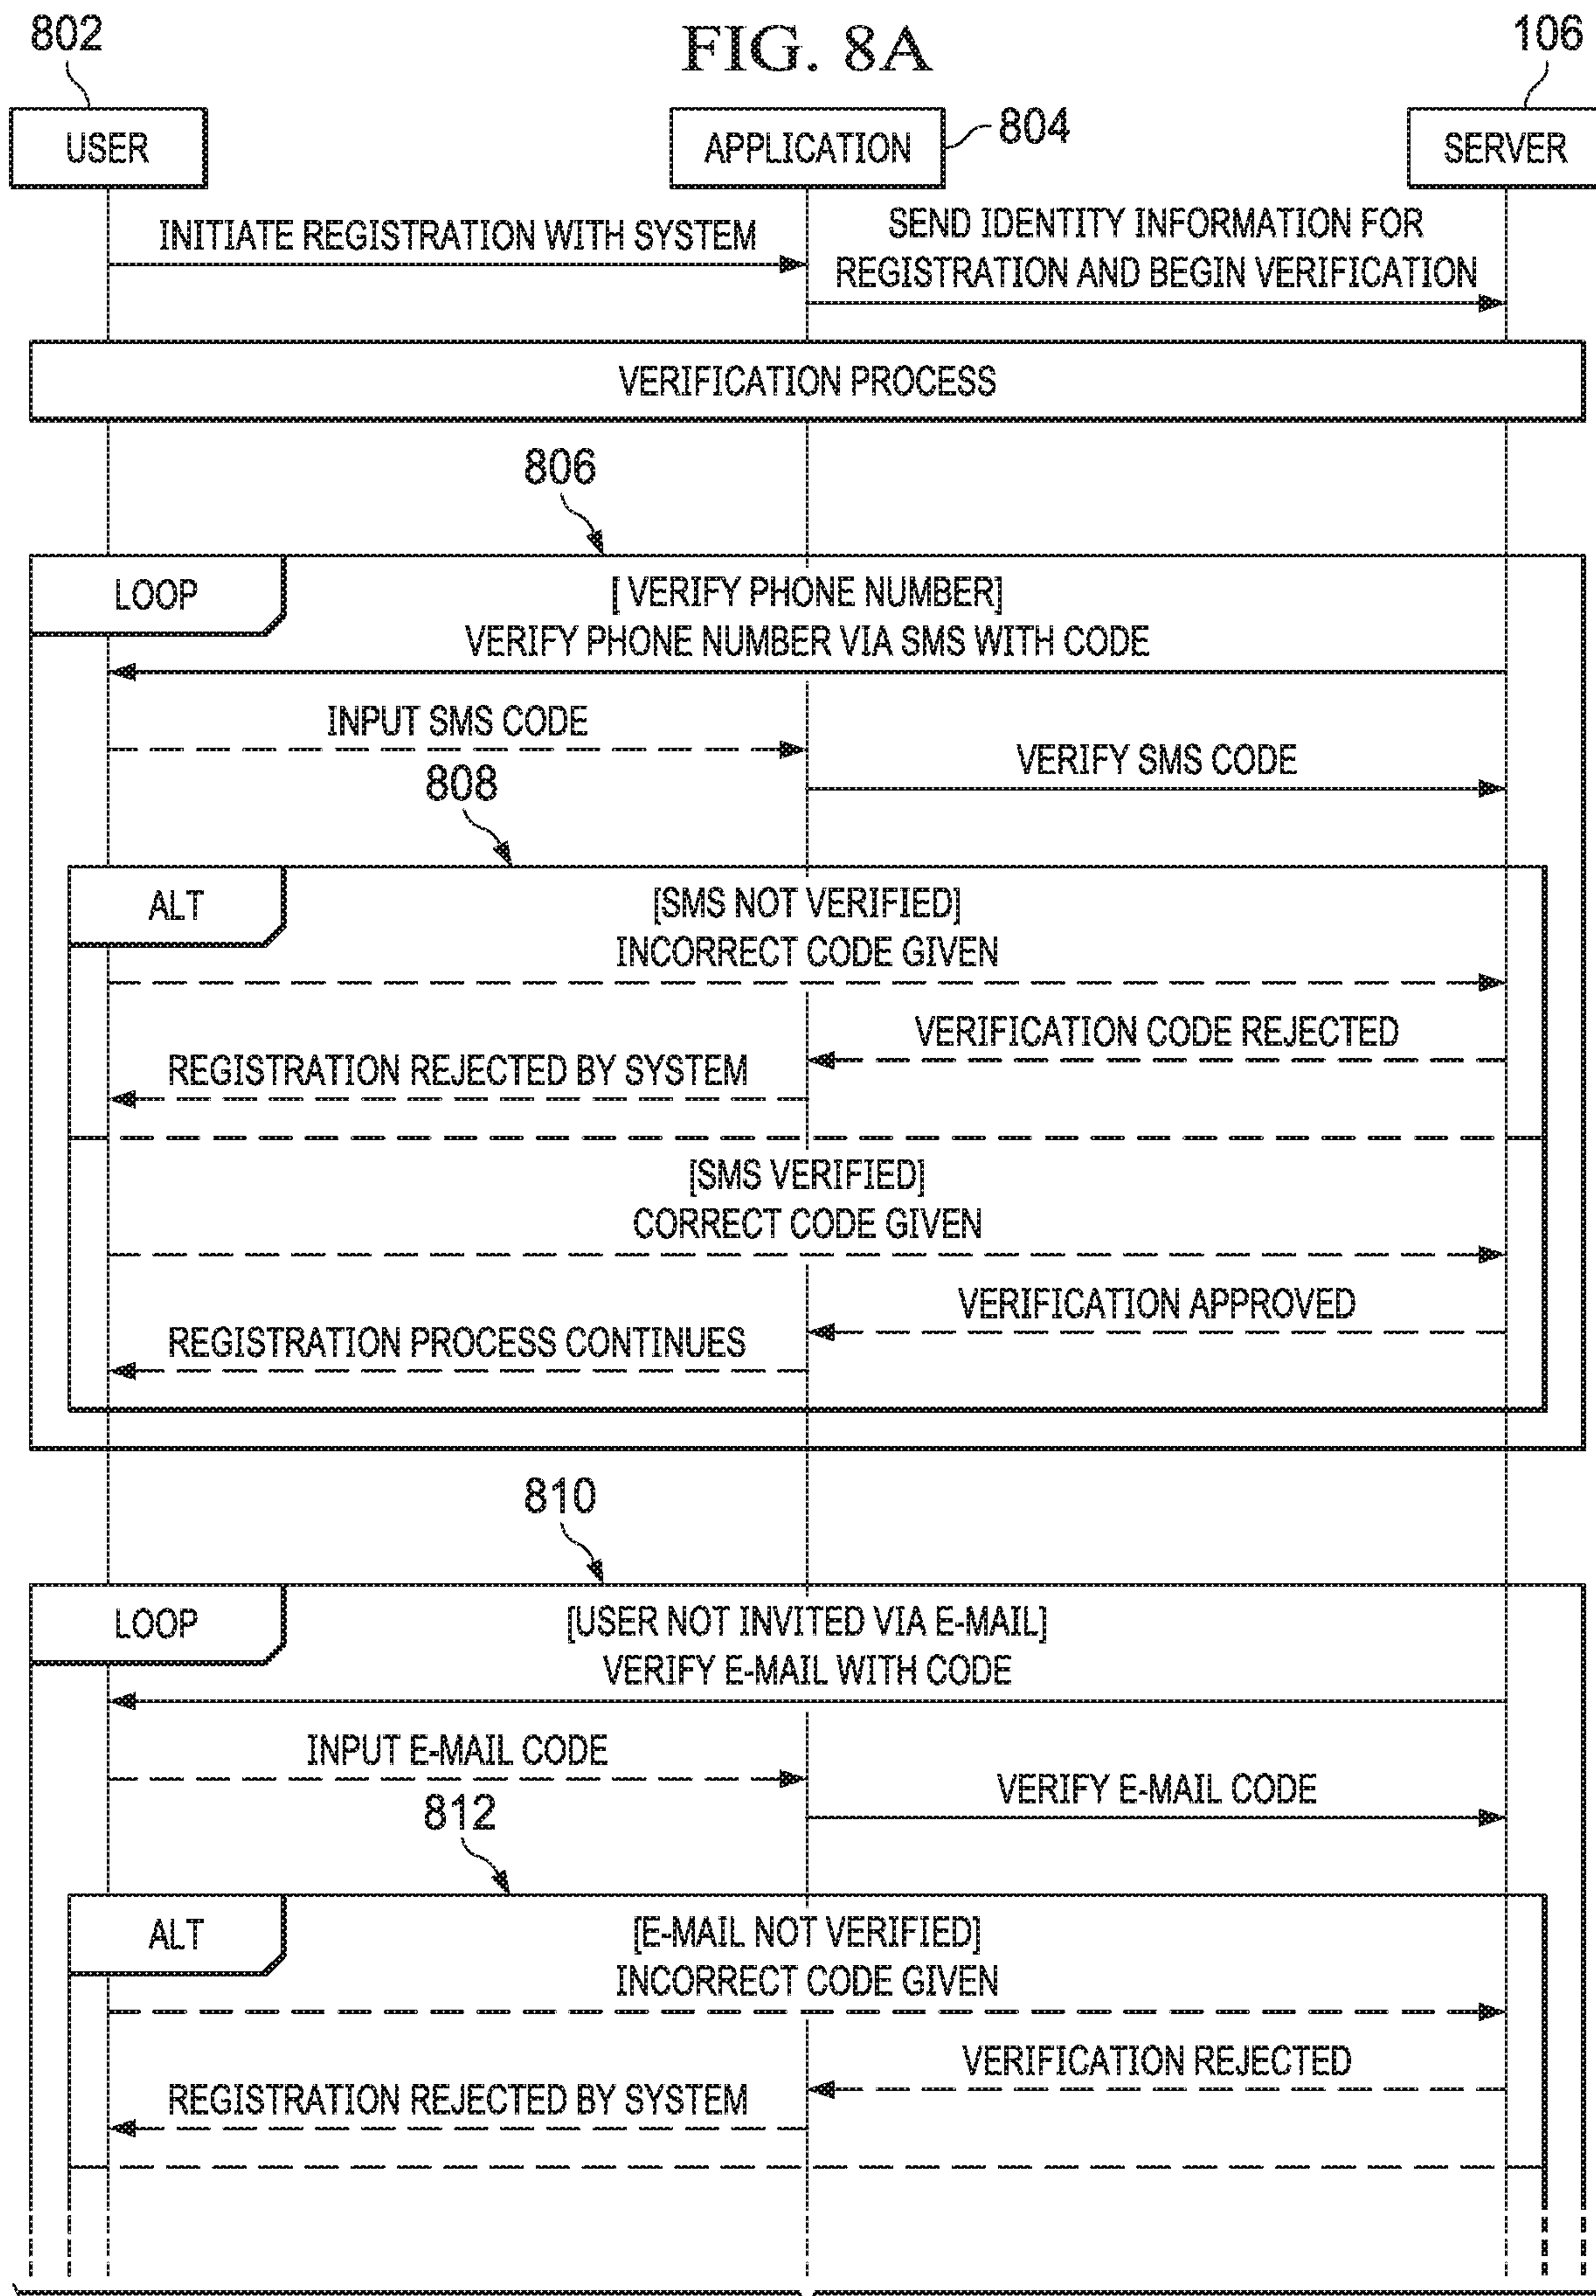 FIG. 8A
802
804
106
USER
APPLICATION
SERVER
INITIATE REGISTRATION WITH SYSTEM
SEND IDENTITY INFORMATION FOR
REGISTRATION AND BEGIN VERIFICATION
VERIFICATION PROCESS
806
LOOP
[ VERIFY PHONE NUMBER]
VERIFY PHONE NUMBER VIA SMS WITH CODE
INPUT SMS CODE
VERIFY SMS CODE
808
ALT
[SMS NOT VERIFIED]
INCORRECT CODE GIVEN
VERIFICATION CODE REJECTED
REGISTRATION REJECTED BY SYSTEM
[SMS VERIFIED]
CORRECT CODE GIVEN
VERIFICATION APPROVED
REGISTRATION PROCESS CONTINUES
810
LOOP
[USER NOT INVITED VIA E-MAIL]
VERIFY E-MAIL WITH CODE
INPUT E-MAIL CODE
VERIFY E-MAIL CODE
812
ALT
[E-MAIL NOT VERIFIED]
INCORRECT CODE GIVEN
VERIFICATION REJECTED
REGISTRATION REJECTED BY SYSTEM